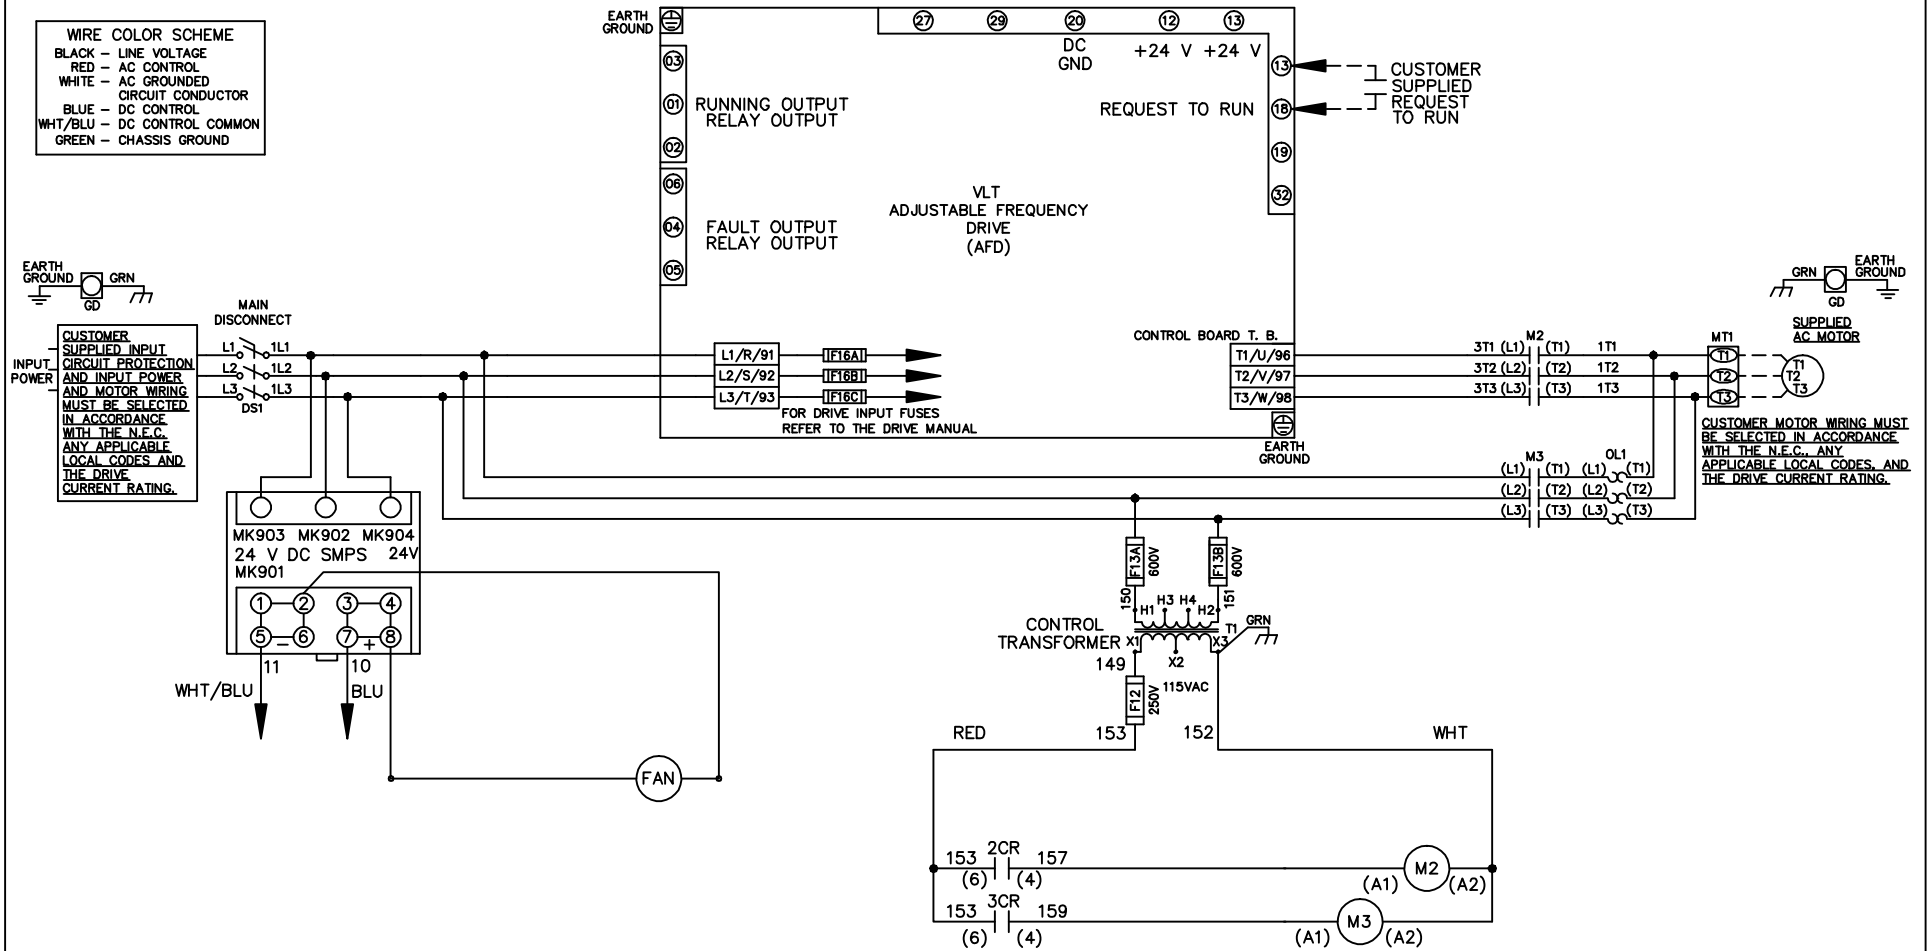 WIRE COLOR SCHEME
BLACK – LINE VOLTAGE
RED – AC CONTROL
WHITE – AC GROUNDED
CIRCUIT CONDUCTOR
BLUE – DC CONTROL
WHT/BLU – DC CONTROL COMMON
GREEN – CHASSIS GROUND
EARTH
GROUND
27 29 20 12 13
DC
GND
+24 V +24 V
03
01
02
RUNNING OUTPUT
RELAY OUTPUT
06
04
05
FAULT OUTPUT
RELAY OUTPUT
13
REQUEST TO RUN 18
19
32
CUSTOMER
SUPPLIED
REQUEST
TO RUN
VLT
ADJUSTABLE FREQUENCY
DRIVE
(AFD)
EARTH
GROUND
GRN
GD
INPUT
POWER
CUSTOMER
SUPPLIED INPUT
CIRCUIT PROTECTION
AND INPUT POWER
AND MOTOR WIRING
MUST BE SELECTED
IN ACCORDANCE
WITH THE N.E.C.
ANY APPLICABLE
LOCAL CODES AND
THE DRIVE
CURRENT RATING.
MAIN
DISCONNECT
L1 1L1
L2 1L2
L3 1L3
DS1
L1/R/91 F16A
L2/S/92 F16B
L3/T/93 F16C
FOR DRIVE INPUT FUSES
REFER TO THE DRIVE MANUAL
CONTROL BOARD T. B.
T1/U/96
T2/V/97
T3/W/98
EARTH
GROUND
M2
3T1 (L1) (T1) 1T1
3T2 (L2) (T2) 1T2
3T3 (L3) (T3) 1T3
MT1
T1
T2
T3
GRN
GD
EARTH
GROUND
SUPPLIED
AC MOTOR
T1
T2
T3
CUSTOMER MOTOR WIRING MUST
BE SELECTED IN ACCORDANCE
WITH THE N.E.C., ANY
APPLICABLE LOCAL CODES, AND
THE DRIVE CURRENT RATING.
M3 OL1
(L1) (T1) (L1) (T1)
(L2) (T2) (L2) (T2)
(L3) (T3) (L3) (T3)
MK903 MK902 MK904
24 V DC SMPS 24V
MK901
1 2 3 4
5 – 6 7 + 8
11 10
WHT/BLU BLU
FAN
F13A 600V
F13B 600V
150 151
H1 H3 H4 H2
CONTROL
TRANSFORMER
T1
GRN
X1 X2 X3
149
115VAC
F12 250V
153 152
RED WHT
153 2CR 157
(6) (4)
M2
(A1) (A2)
153 3CR 159
(6) (4)
M3
(A1) (A2)